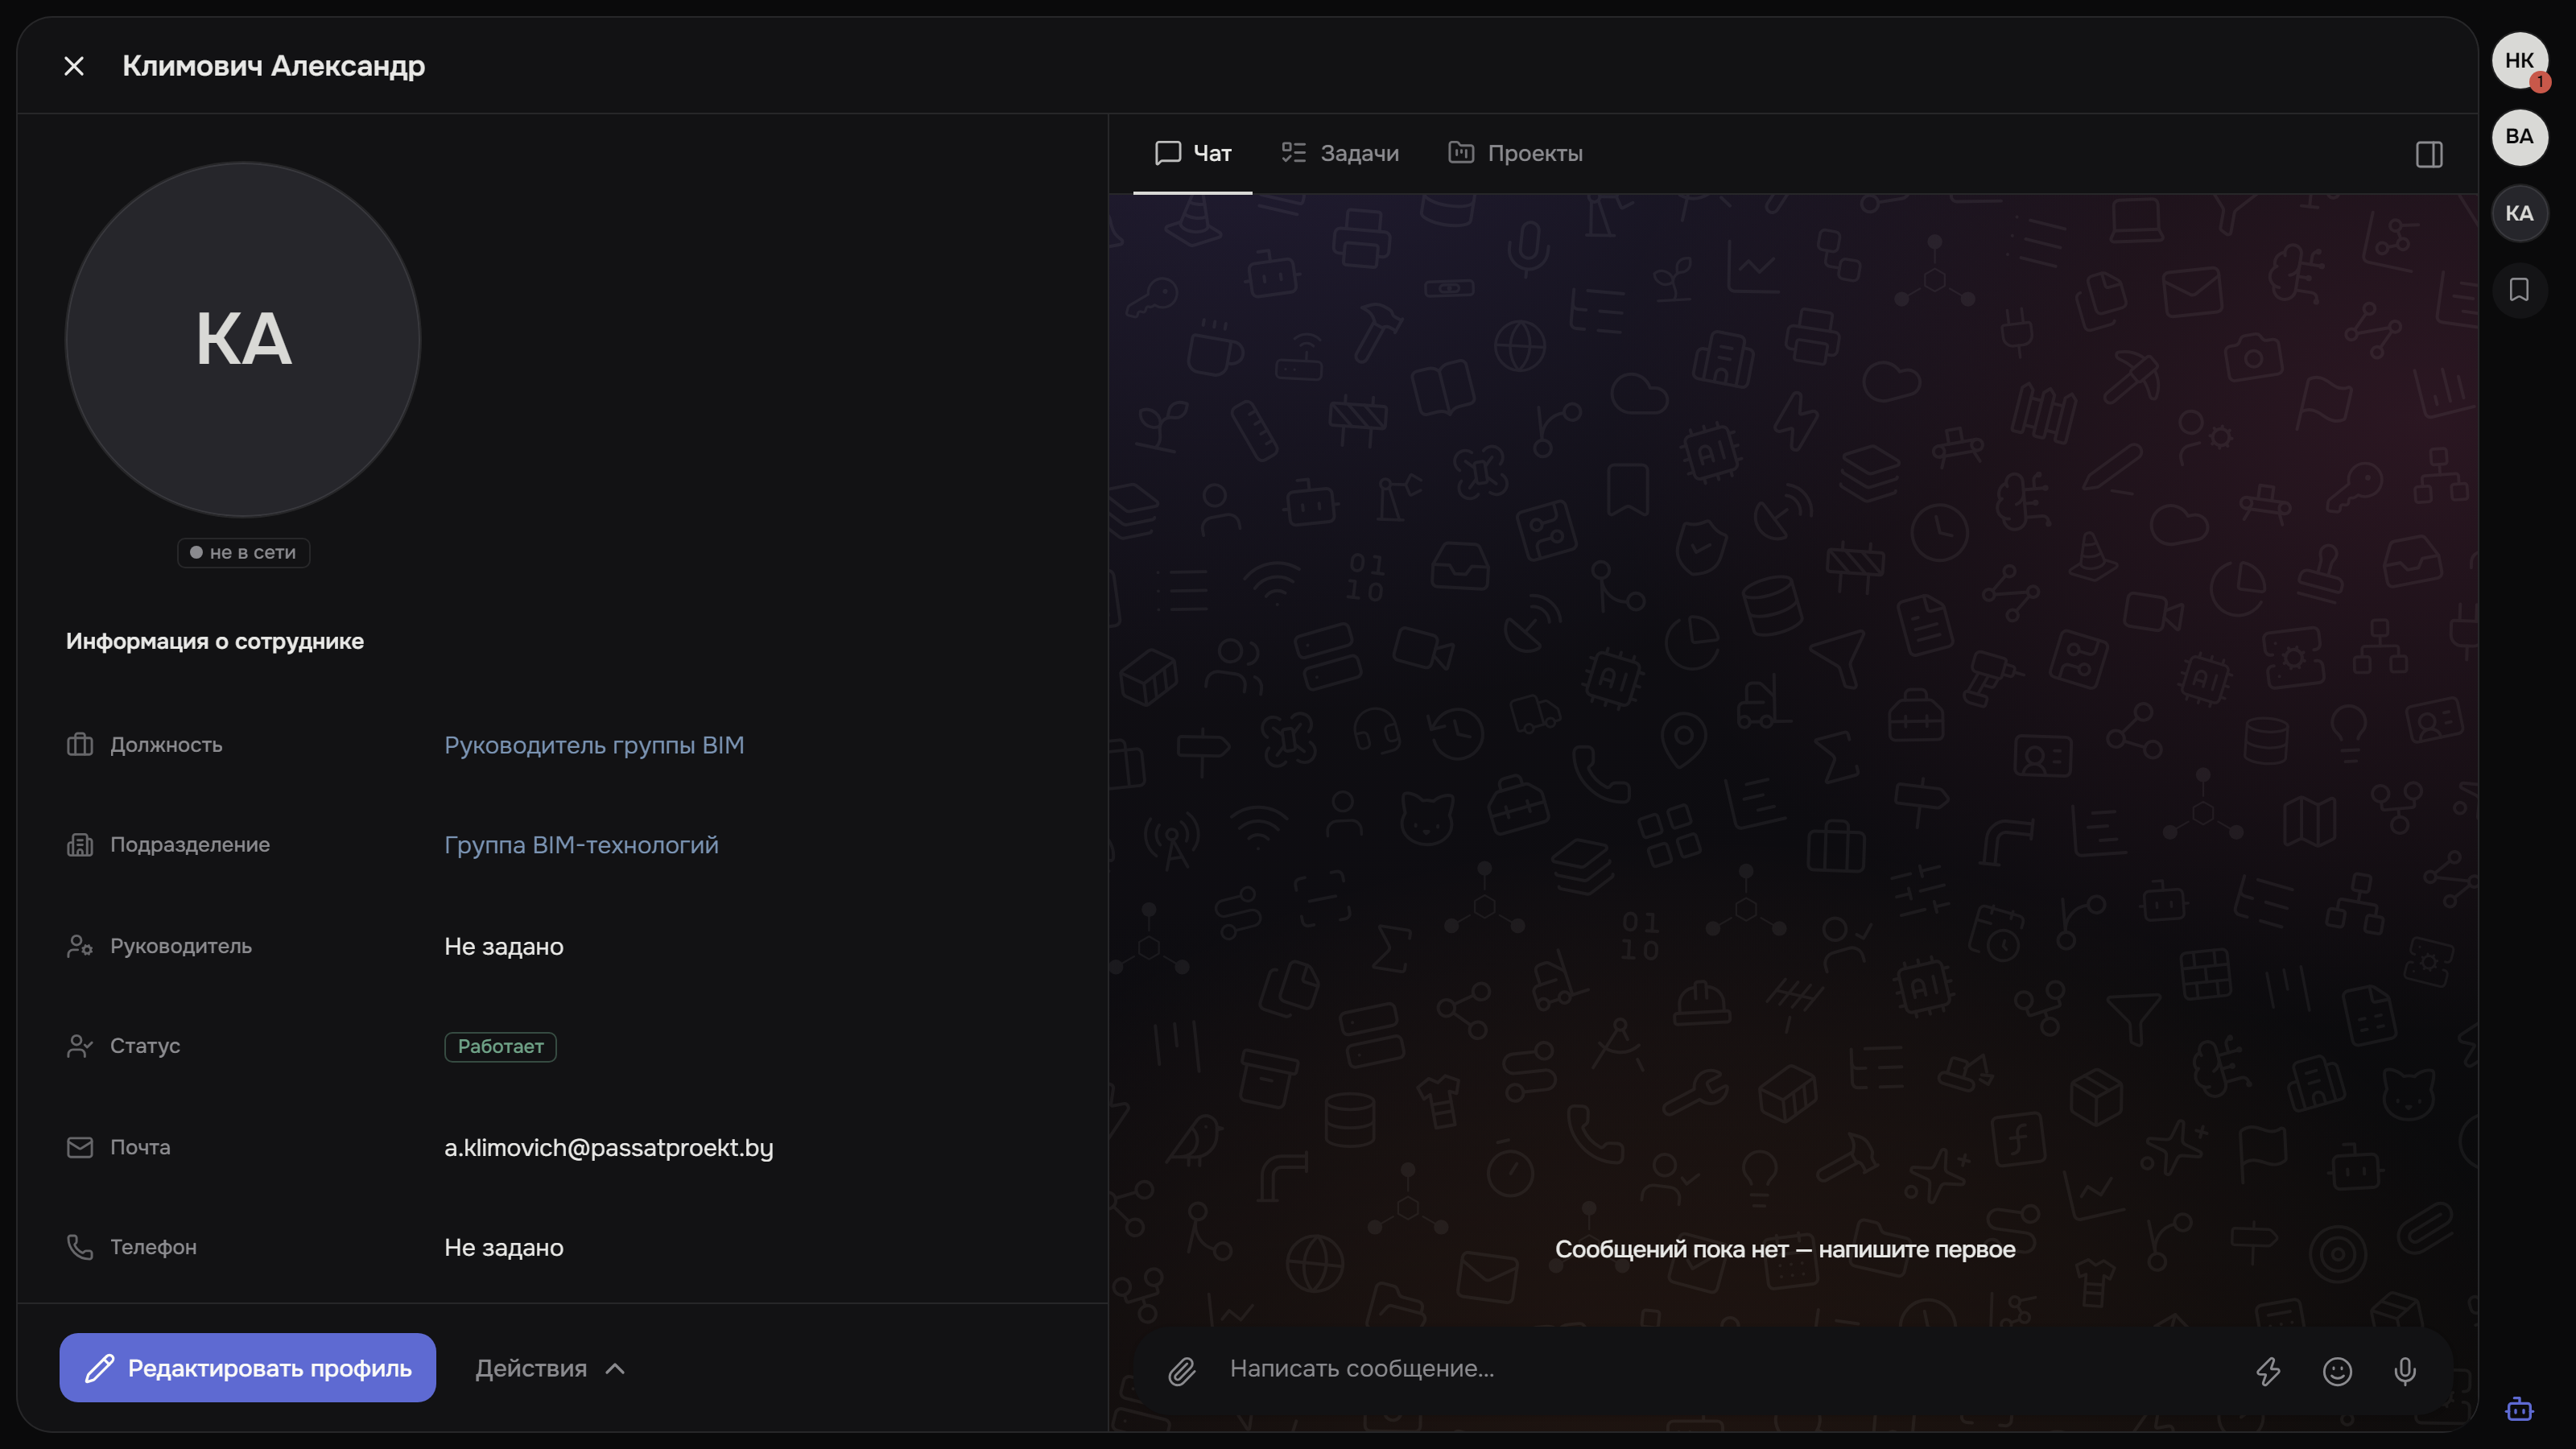 Климович Александр
КА
не в сети
Информация о сотруднике
Должность
Руководитель группы BIM
Подразделение
Группа BIM-технологий
Руководитель
Не задано
Статус
Работает
Почта
a.klimovich@passatproekt.by
Телефон
Не задано
Редактировать профиль
Действия
Чат
Задачи
Проекты
Сообщений пока нет — напишите первое
Написать сообщение...
НК
1
ВА
КА